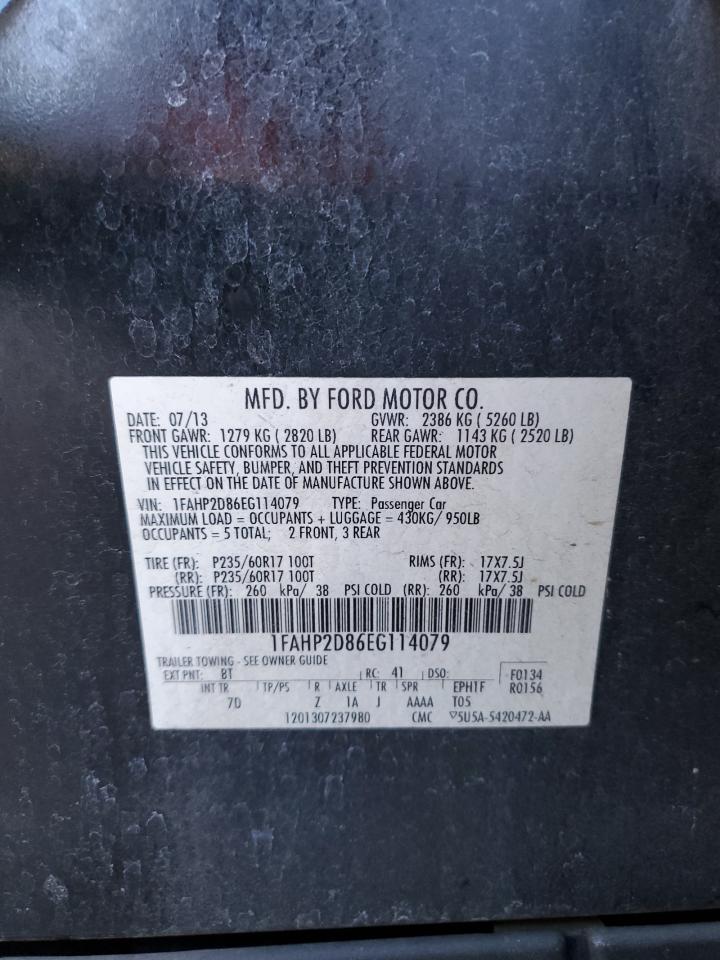 MFD. BY FORD MOTOR CO.
DATE: 07/13 GVWR: 2386 KG ( 5260 LB)
FRONT GAWR: 1279 KG ( 2820 LB) REAR GAWR: 1143 KG ( 2520 LB)
THIS VEHICLE CONFORMS TO ALL APPLICABLE FEDERAL MOTOR
VEHICLE SAFETY, BUMPER, AND THEFT PREVENTION STANDARDS
IN EFFECT ON THE DATE OF MANUFACTURE SHOWN ABOVE.
VIN: 1FAHP2D86EG114079 TYPE: Passenger Car
MAXIMUM LOAD = OCCUPANTS + LUGGAGE = 430KG/ 950LB
OCCUPANTS = 5 TOTAL; 2 FRONT, 3 REAR
TIRE (FR): P235/60R17 100T RIMS (FR): 17X7.5J
(RR): P235/60R17 100T (RR): 17X7.5J
PRESSURE (FR): 260 kPa/ 38 PSI COLD (RR): 260 kPa/ 38 PSI COLD
1FAHP2D86EG114079
TRAILER TOWING - SEE OWNER GUIDE
EXT PNT: BT RC: 41 DSO: F0134
INT TR TP/PS R AXLE TR SPR EPH1F R0156
7D Z 1A J AAAA T05
1201307237980 CMC ▽5U5A-5420472-AA